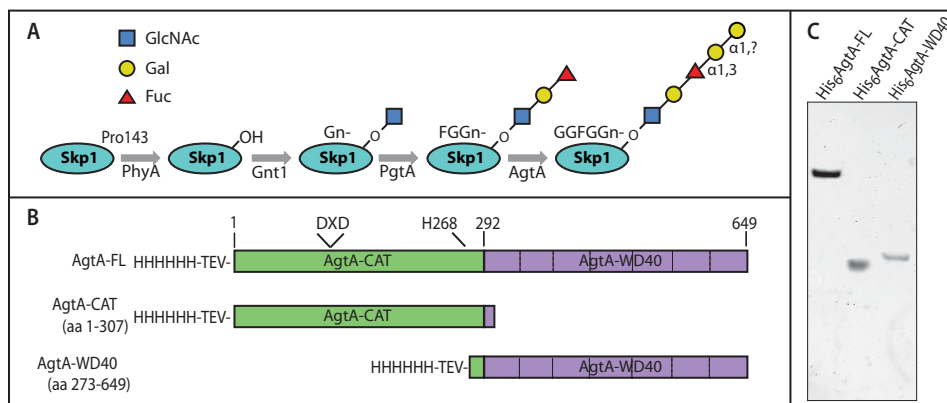 A
GlcNAc
Gal
Fuc
α1,?
α1,3
Gn-
FGGn-
GGFGGn-
OH
O
O
O
Skp1
Pro143
PhyA
Skp1
Gnt1
Skp1
PgtA
Skp1
AgtA
Skp1
B
1
DXD
H268
292
649
AgtA-FL HHHHHH-TEV- AgtA-CAT AgtA-WD40
AgtA-CAT
(aa 1-307)
HHHHHH-TEV- AgtA-CAT
AgtA-WD40
(aa 273-649)
HHHHHH-TEV- AgtA-WD40
C
His6AgtA-FL
His6AgtA-CAT
His6AgtA-WD40